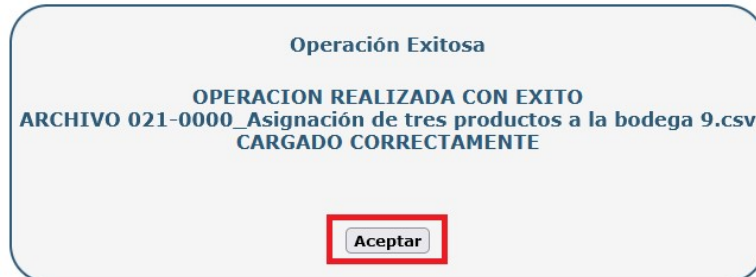 Operación Exitosa
OPERACION REALIZADA CON EXITO
ARCHIVO 021-0000_Asignación de tres productos a la bodega 9.csv
CARGADO CORRECTAMENTE
Aceptar